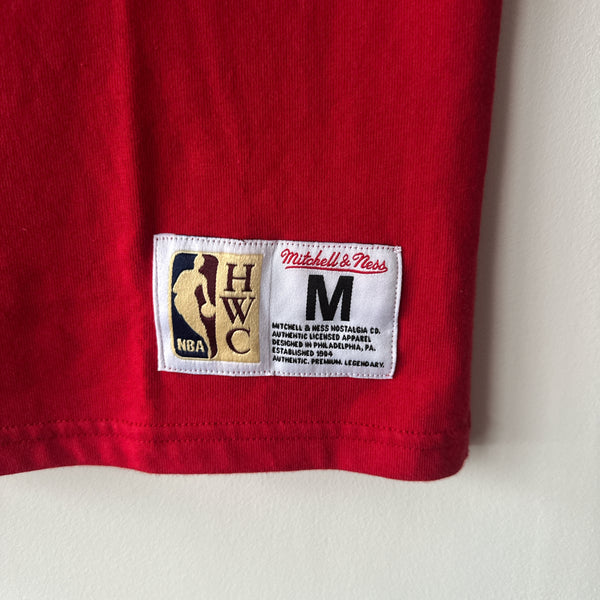 NBA
H
W
C
Mitchell & Ness
M
MITCHELL & NESS NOSTALGIA CO.
AUTHENTIC LICENSED APPAREL
DESIGNED IN PHILADELPHIA, PA.
ESTABLISHED 1904
AUTHENTIC. PREMIUM. LEGENDARY.